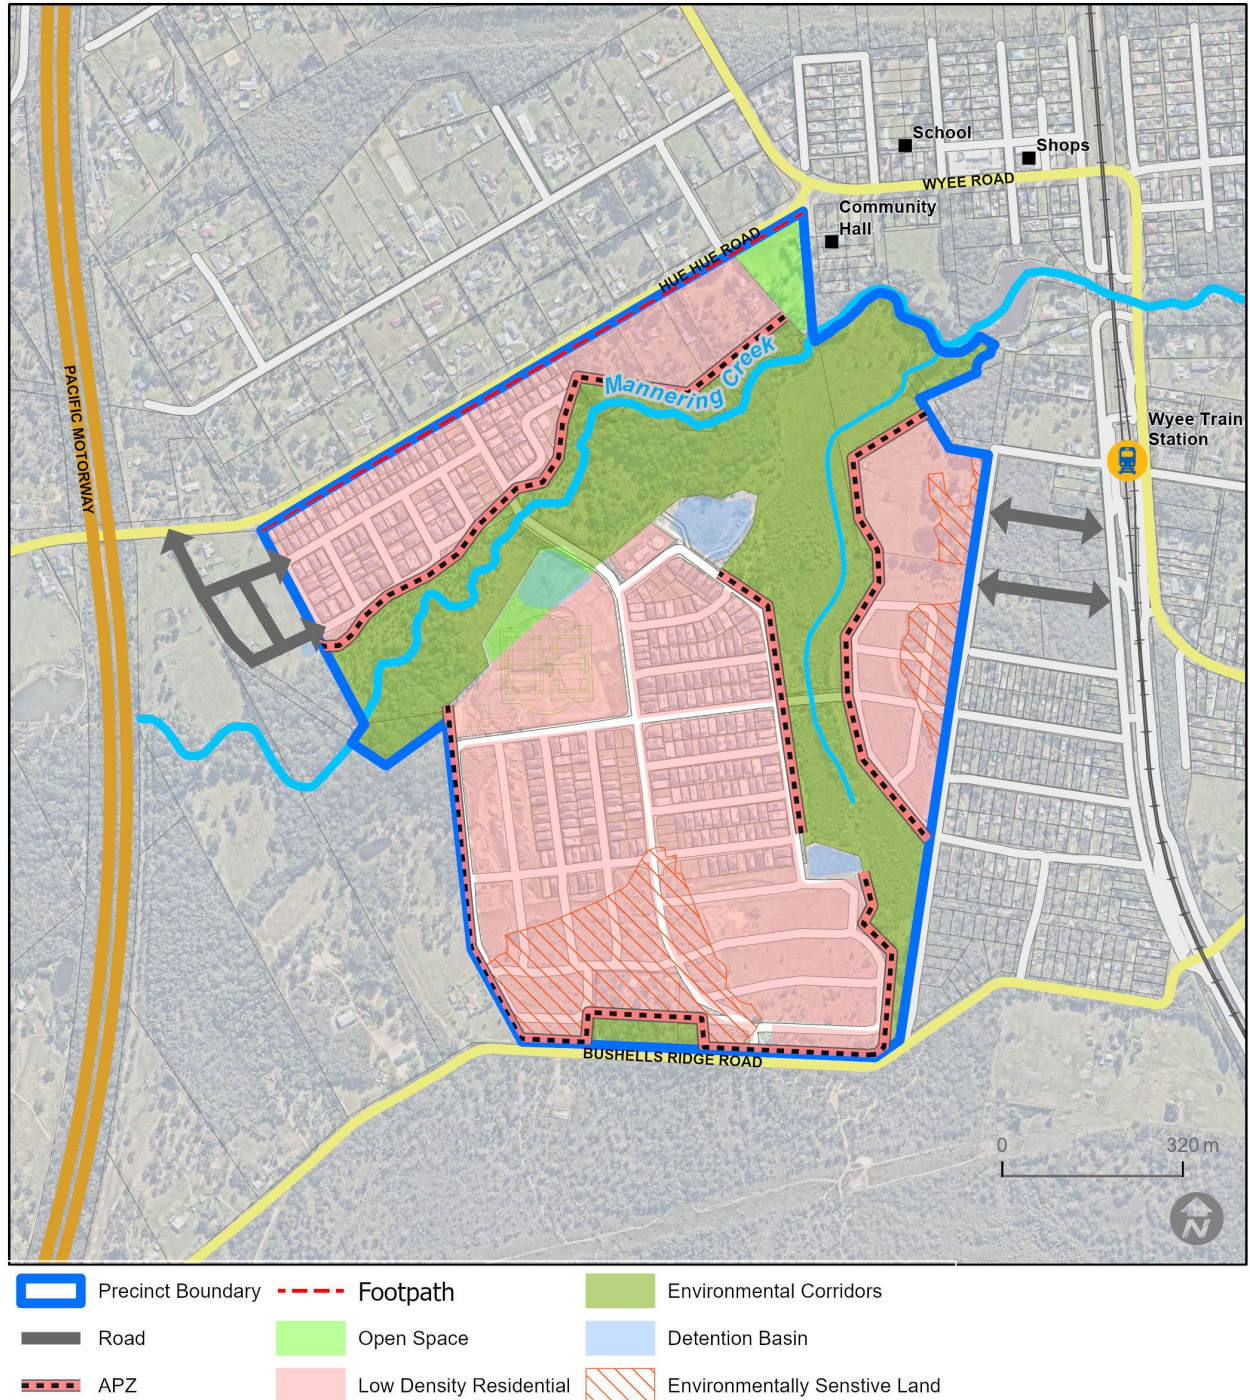 School
Shops
WYEE ROAD
Community
Hall
HUE HUE ROAD
Mannering Creek
PACIFIC MOTORWAY
Wyee Train
Station
BUSHELLS RIDGE ROAD
0 320 m
N
Precinct Boundary
Footpath
Environmental Corridors
Road
Open Space
Detention Basin
APZ
Low Density Residential
Environmentally Senstive Land